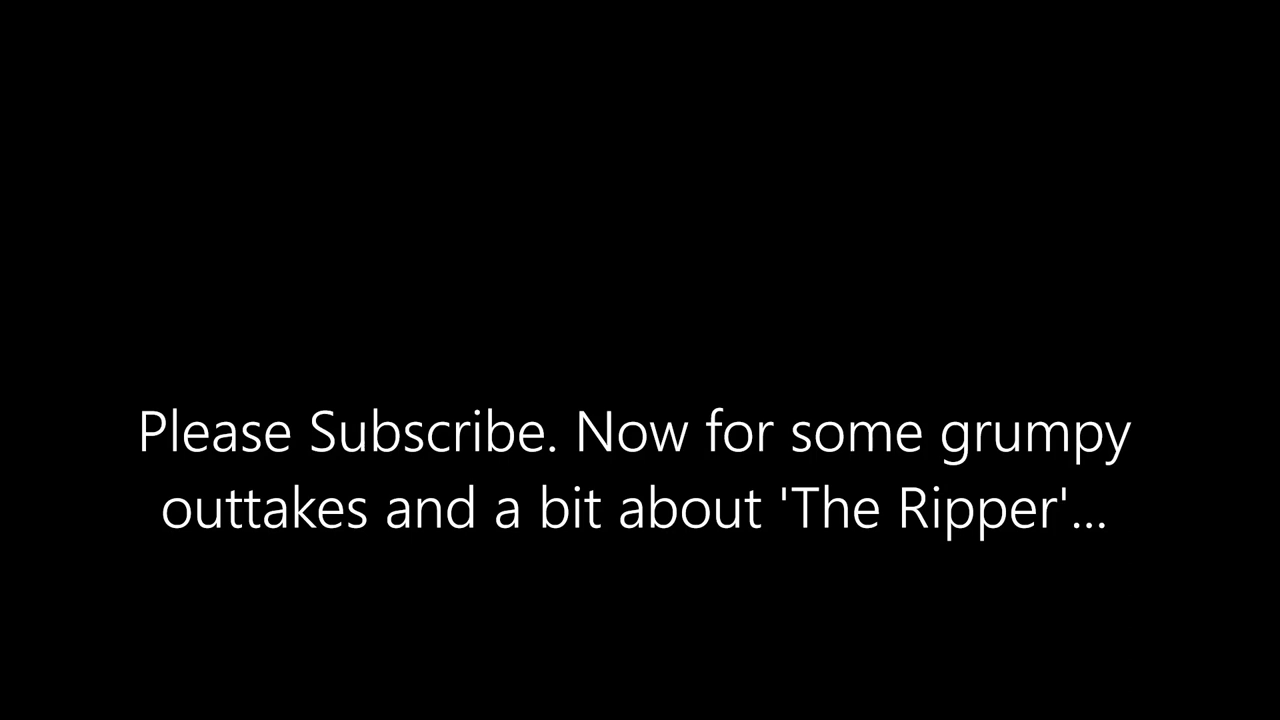 Please Subscribe. Now for some grumpy
outtakes and a bit about 'The Ripper'...